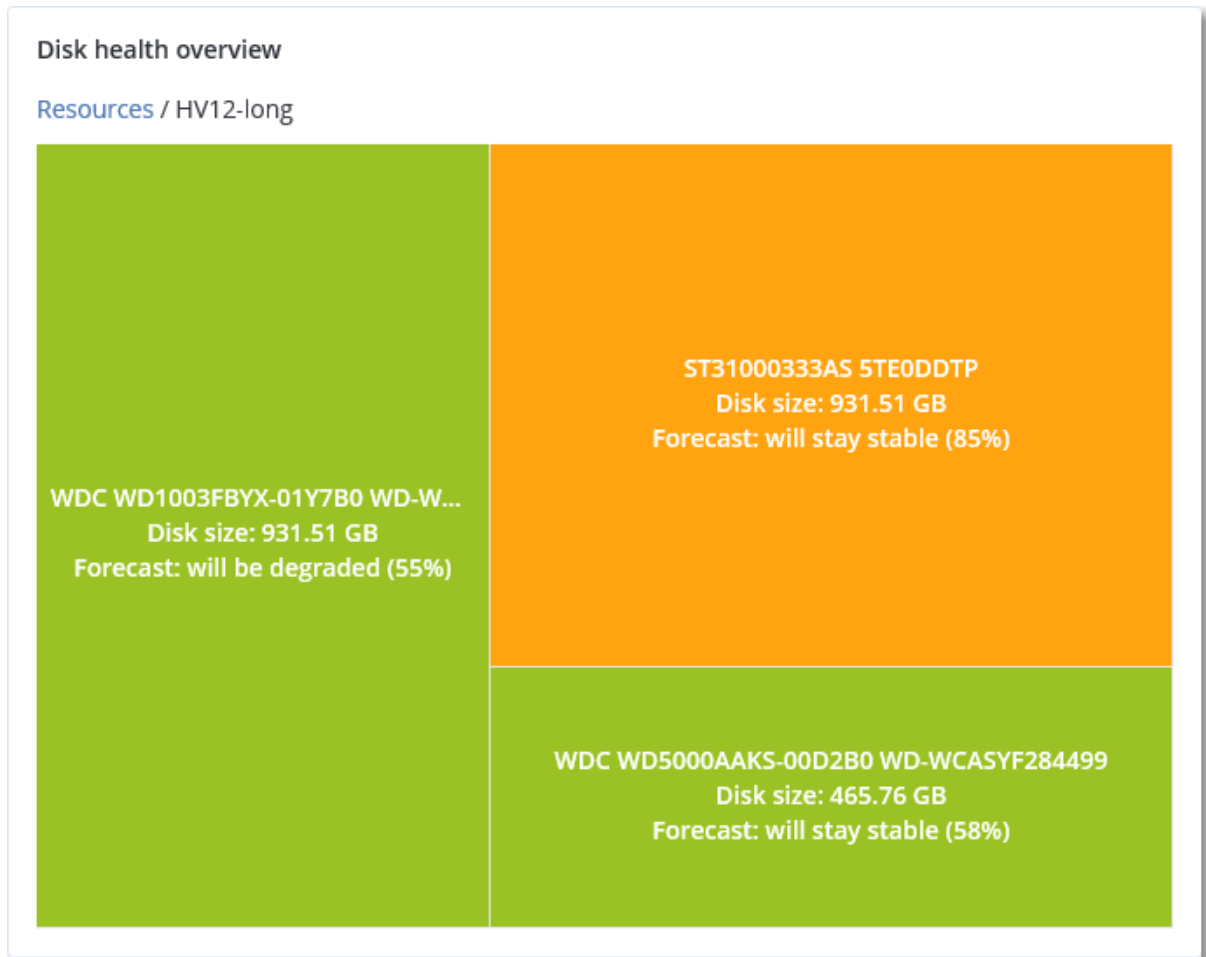 Disk health overview
Resources / HV12-long
WDC WD1003FBYX-01Y7B0 WD-W...
Disk size: 931.51 GB
Forecast: will be degraded (55%)
ST31000333AS 5TE0DDTP
Disk size: 931.51 GB
Forecast: will stay stable (85%)
WDC WD5000AAKS-00D2B0 WD-WCASYF284499
Disk size: 465.76 GB
Forecast: will stay stable (58%)